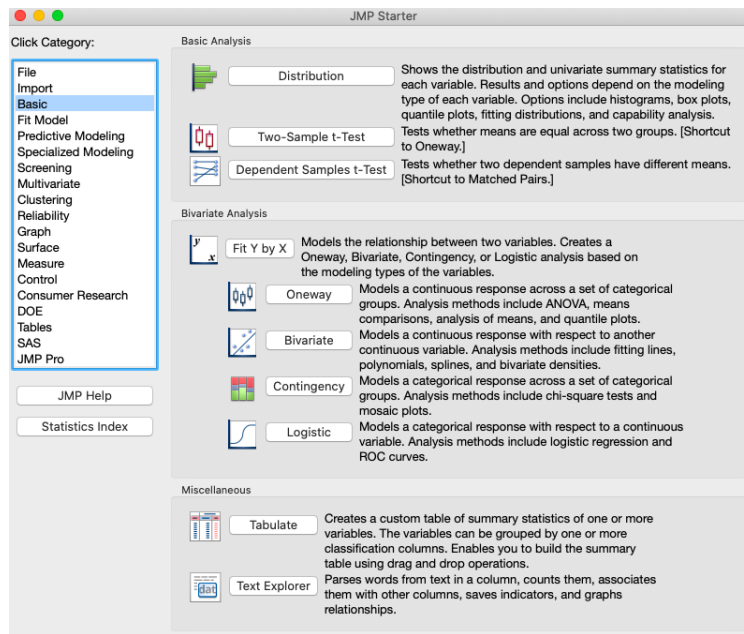 JMP Starter
Click Category:
File
Import
Basic
Fit Model
Predictive Modeling
Specialized Modeling
Screening
Multivariate
Clustering
Reliability
Graph
Surface
Measure
Control
Consumer Research
DOE
Tables
SAS
JMP Pro
JMP Help
Statistics Index
Basic Analysis
Distribution
Shows the distribution and univariate summary statistics for
each variable. Results and options depend on the modeling
type of each variable. Options include histograms, box plots,
quantile plots, fitting distributions, and capability analysis.
Two-Sample t-Test
Tests whether means are equal across two groups. [Shortcut
to Oneway.]
Dependent Samples t-Test
Tests whether two dependent samples have different means.
[Shortcut to Matched Pairs.]
Bivariate Analysis
y
x
Fit Y by X
Models the relationship between two variables. Creates a
Oneway, Bivariate, Contingency, or Logistic analysis based on
the modeling types of the variables.
Oneway
Models a continuous response across a set of categorical
groups. Analysis methods include ANOVA, means
comparisons, analysis of means, and quantile plots.
Bivariate
Models a continuous response with respect to another
continuous variable. Analysis methods include fitting lines,
polynomials, splines, and bivariate densities.
Contingency
Models a categorical response across a set of categorical
groups. Analysis methods include chi-square tests and
mosaic plots.
Logistic
Models a categorical response with respect to a continuous
variable. Analysis methods include logistic regression and
ROC curves.
Miscellaneous
Tabulate
Creates a custom table of summary statistics of one or more
variables. The variables can be grouped by one or more
classification columns. Enables you to build the summary
table using drag and drop operations.
dat
Text Explorer
Parses words from text in a column, counts them, associates
them with other columns, saves indicators, and graphs
relationships.